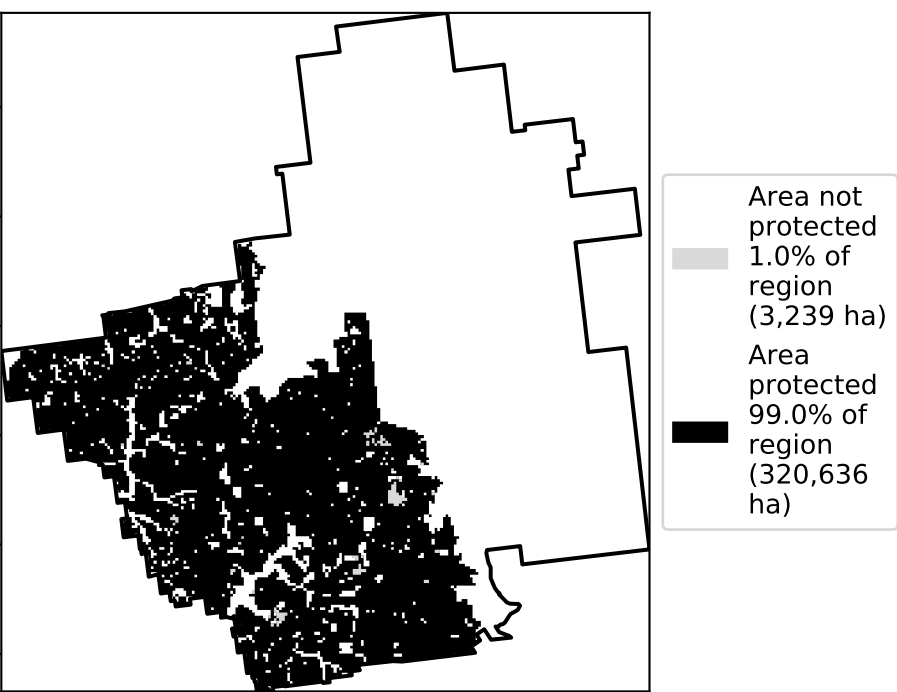 Area not
protected
1.0% of
region
(3,239 ha)
Area
protected
99.0% of
region
(320,636
ha)